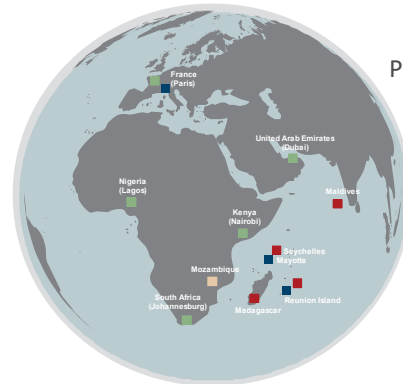 P
France
(Paris)
United Arab Emirates
(Dubai)
Nigeria
(Lagos)
Maldives
Kenya
(Nairobi)
Seychelles
Mayotte
Mozambique
South Africa
(Johannesburg)
Reunion Island
Madagascar